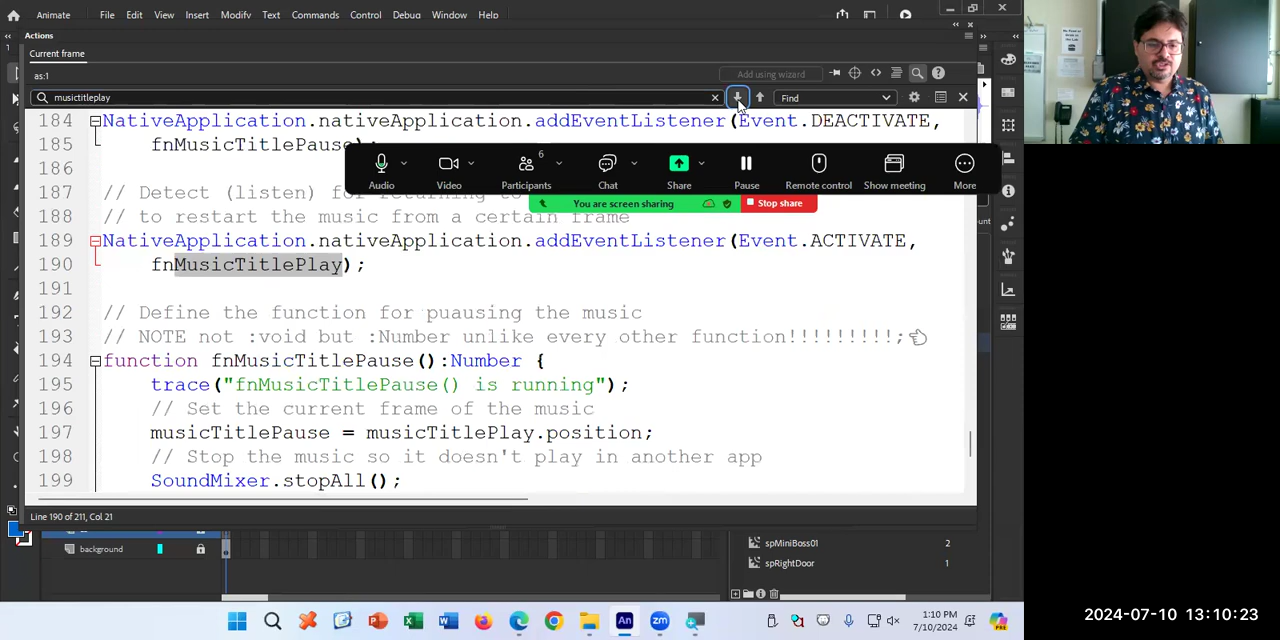 Animate File Edit View Insert Modify Text Commands Control Debug Window Help
Actions
Current frame
as:1
Add using wizard
musictitleplay
Find
184 NativeApplication.nativeApplication.addEventListener(Event.DEACTIVATE,
185 fnMusicTitlePause);
186
187 // Detect (listen) for returning to
188 // to restart the music from a certain frame
189 NativeApplication.nativeApplication.addEventListener(Event.ACTIVATE,
190 fnMusicTitlePlay);
191
192 // Define the function for puausing the music
193 // NOTE not :void but :Number unlike every other function!!!!!!!!!;
194 function fnMusicTitlePause():Number {
195 trace("fnMusicTitlePause() is running");
196 // Set the current frame of the music
197 musicTitlePause = musicTitlePlay.position;
198 // Stop the music so it doesn't play in another app
199 SoundMixer.stopAll();
Audio Video Participants 6 Chat Share Pause Remote control Show meeting More
You are screen sharing Stop share
Line 190 of 211, Col 21
background
spMiniBoss01 2
spRightDoor 1
1:10 PM
7/10/2024
2024-07-10 13:10:23